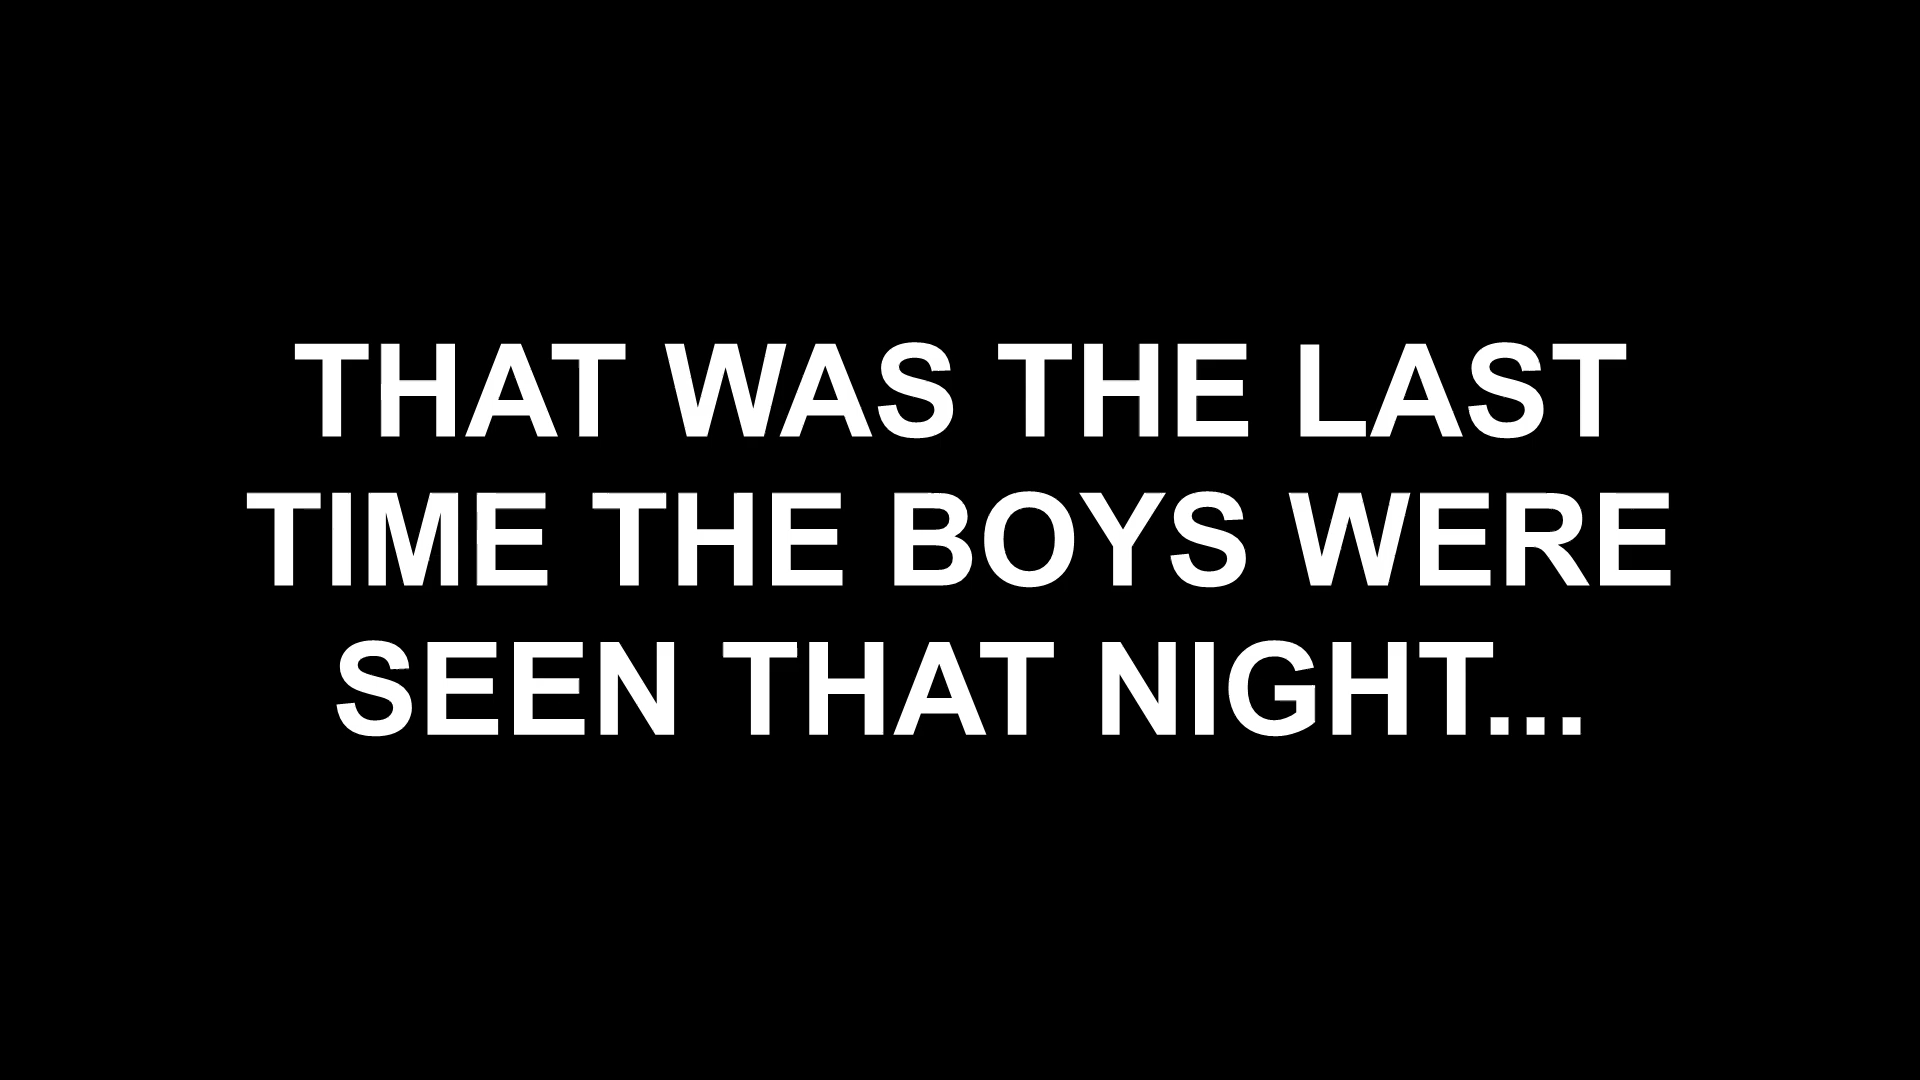 THAT WAS THE LAST
TIME THE BOYS WERE
SEEN THAT NIGHT...